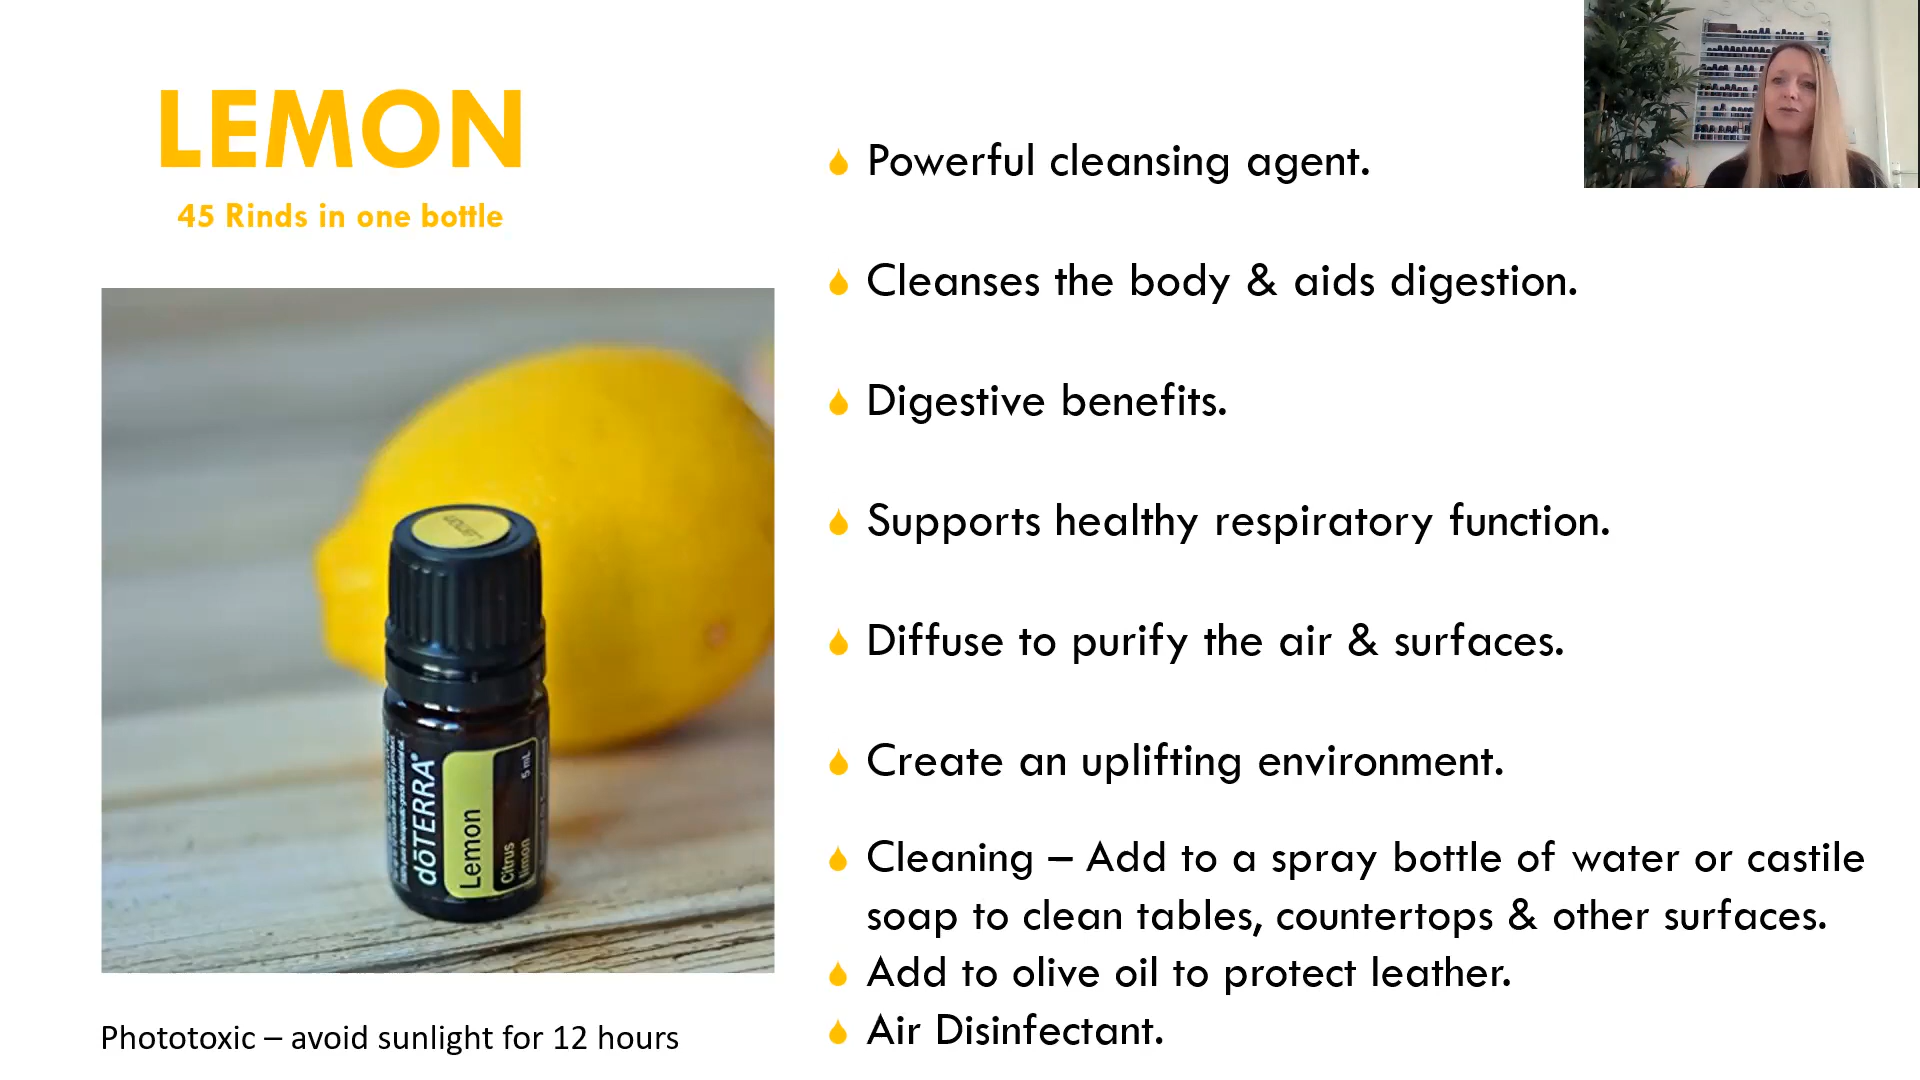 LEMON
45 Rinds in one bottle
Powerful cleansing agent.
Cleanses the body & aids digestion.
Digestive benefits.
Supports healthy respiratory function.
Diffuse to purify the air & surfaces.
Create an uplifting environment.
Cleaning – Add to a spray bottle of water or castile
soap to clean tables, countertops & other surfaces.
Add to olive oil to protect leather.
Air Disinfectant.
dōTERRA®
Lemon
Citrus
limon
5 mL
Phototoxic – avoid sunlight for 12 hours